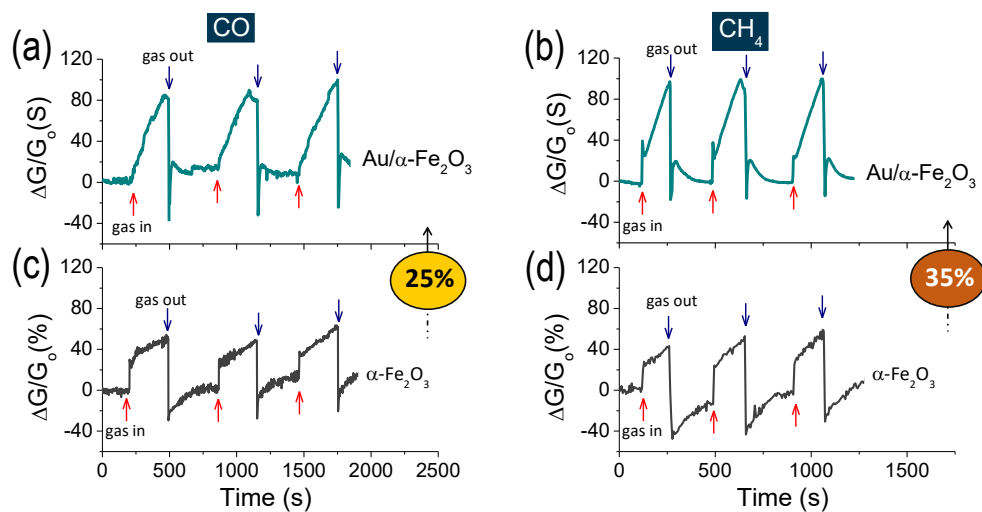 (a)
CO
gas out
ΔG/Gₒ(S)
120
80
40
0
-40
Au/α-Fe₂O₃
gas in
(b)
CH₄
gas out
ΔG/Gₒ(S)
120
80
40
0
-40
Au/α-Fe₂O₃
gas in
(c)
25%
gas out
ΔG/Gₒ(%)
120
80
40
0
-40
α-Fe₂O₃
gas in
0 500 1000 1500 2000 2500
Time (s)
(d)
35%
gas out
ΔG/Gₒ(%)
120
80
40
0
-40
α-Fe₂O₃
gas in
0 500 1000 1500
Time (s)